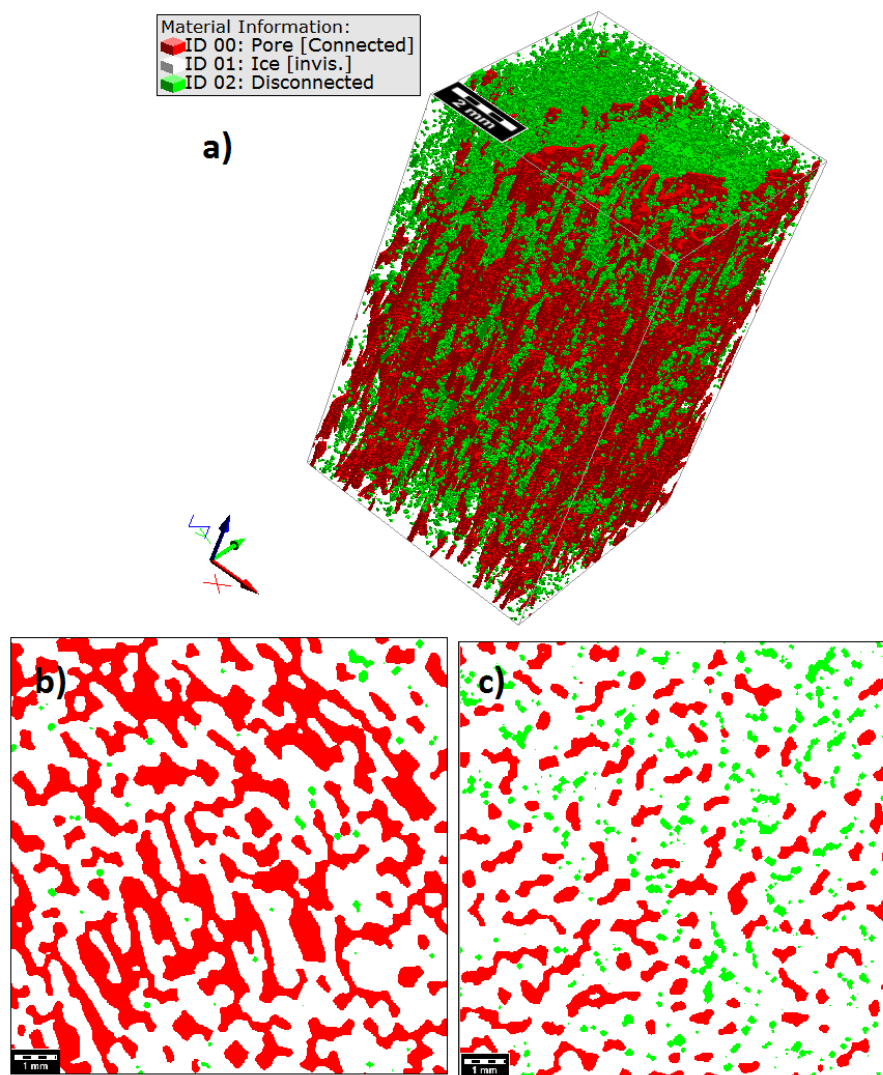 Material Information:
ID 00: Pore [Connected]
ID 01: Ice [invis.]
ID 02: Disconnected
a)
2 mm
Z
Y
X
b)
c)
1 mm
1 mm